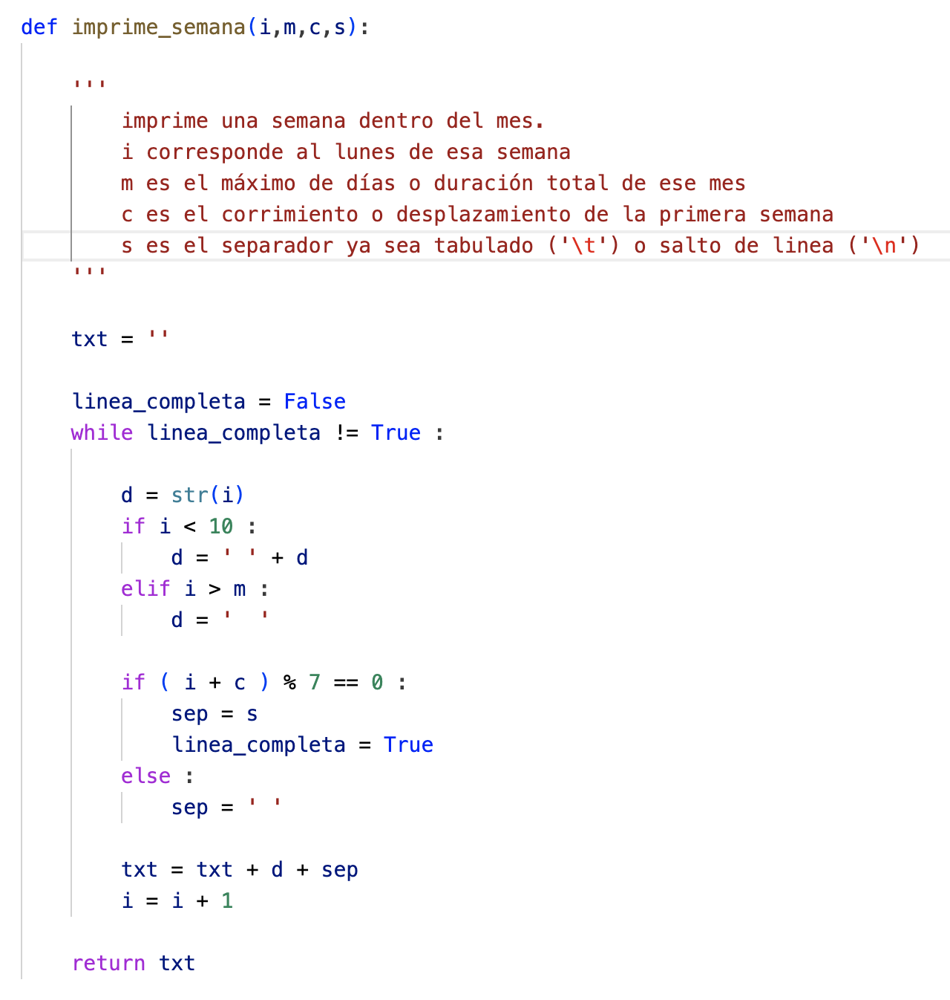 def imprime_semana(i,m,c,s):
'''
imprime una semana dentro del mes.
i corresponde al lunes de esa semana
m es el máximo de días o duración total de ese mes
c es el corrimiento o desplazamiento de la primera semana
s es el separador ya sea tabulado ('\t') o salto de linea ('\n')
'''
txt = ''
linea_completa = False
while linea_completa != True :
d = str(i)
if i < 10 :
d = ' ' + d
elif i > m :
d = '  '
if ( i + c ) % 7 == 0 :
sep = s
linea_completa = True
else :
sep = ' '
txt = txt + d + sep
i = i + 1
return txt